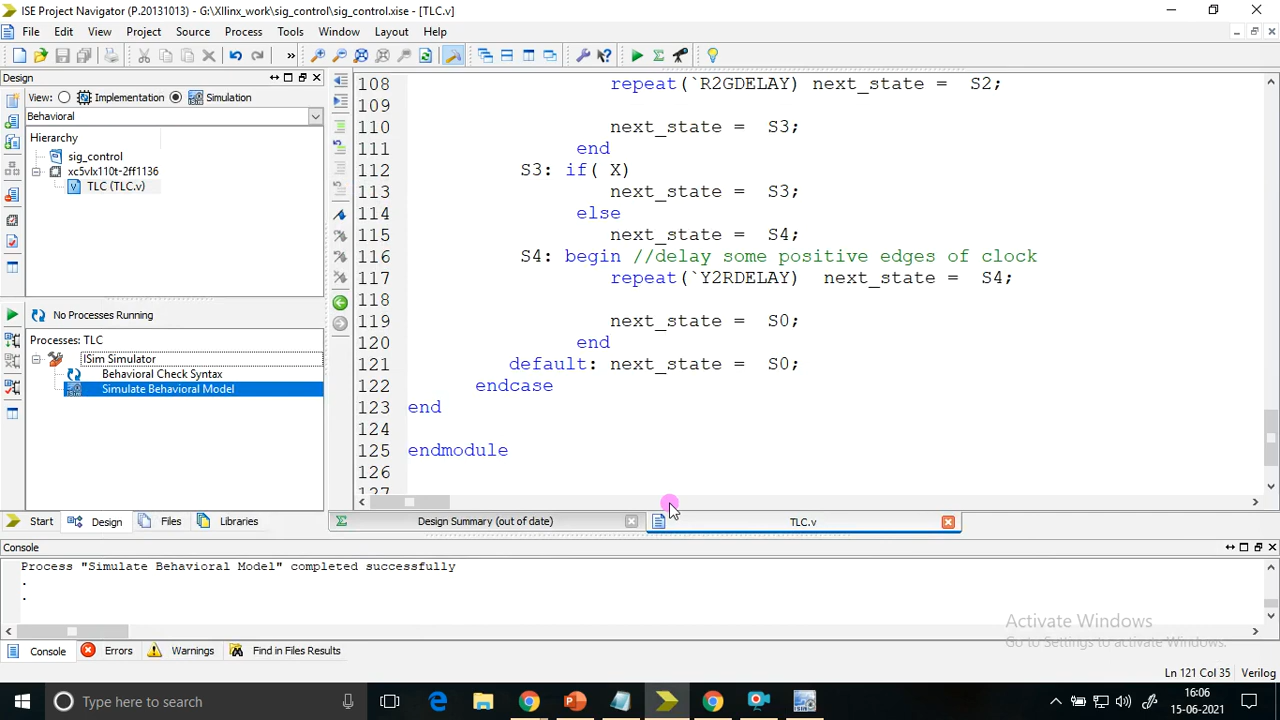 ISE Project Navigator (P.20131013) - G:\XIlinx_work\sig_control\sig_control.xise - [TLC.v]
File Edit View Project Source Process Tools Window Layout Help
»
Design
View: Implementation Simulation
Behavioral
Hierarchy
sig_control
xc5vlx110t-2ff1136
TLC (TLC.v)
No Processes Running
Processes: TLC
ISim Simulator
Behavioral Check Syntax
Simulate Behavioral Model
108 repeat(`R2GDELAY) next_state = S2;
109
110 next_state = S3;
111 end
112 S3: if( X)
113 next_state = S3;
114 else
115 next_state = S4;
116 S4: begin //delay some positive edges of clock
117 repeat(`Y2RDELAY) next_state = S4;
118
119 next_state = S0;
120 end
121 default: next_state = S0;
122 endcase
123 end
124
125 endmodule
126
127
Start Design Files Libraries
Design Summary (out of date) TLC.v
Console
Process "Simulate Behavioral Model" completed successfully
.
.
Activate Windows
Go to Settings to activate Windows.
Console Errors Warnings Find in Files Results
Ln 121 Col 35 Verilog
Type here to search
16:06
15-06-2021